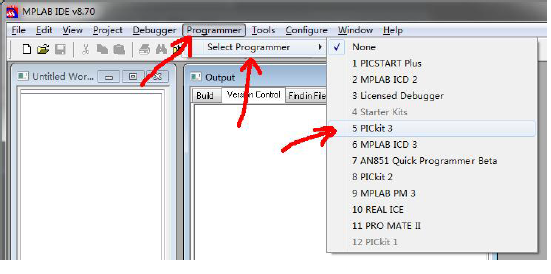 MPLAB IDE v8.70
File Edit View Project Debugger Programmer Tools Configure Window Help
Select Programmer
None
1 PICSTART Plus
2 MPLAB ICD 2
3 Licensed Debugger
4 Starter Kits
5 PICkit 3
6 MPLAB ICD 3
7 AN851 Quick Programmer Beta
8 PICkit 2
9 MPLAB PM 3
10 REAL ICE
11 PRO MATE II
12 PICkit 1
Untitled Wor...
Output
Build Version Control Find in File